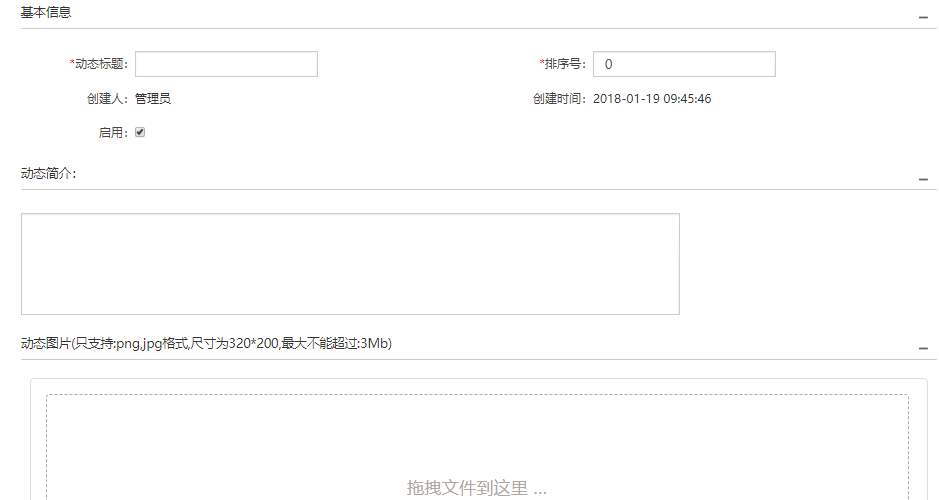 基本信息
*动态标题: *排序号: 0
创建人: 管理员 创建时间: 2018-01-19 09:45:46
启用:
动态简介:
动态图片(只支持:png,jpg格式,尺寸为320*200,最大不能超过:3Mb)
拖拽文件到这里 ...